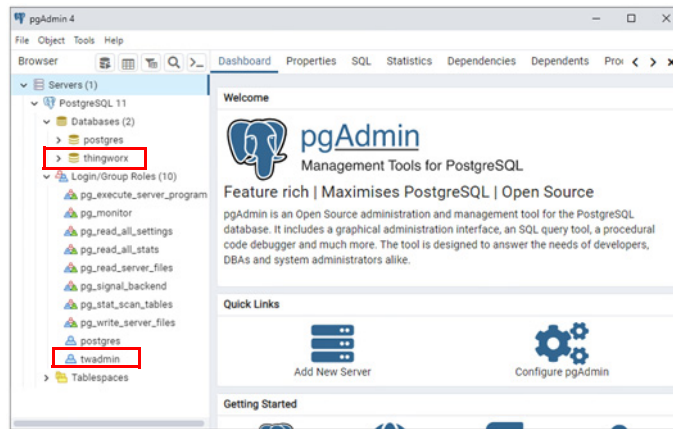 pgAdmin 4
File Object Tools Help
Browser
Dashboard Properties SQL Statistics Dependencies Dependents
Servers (1)
PostgreSQL 11
Databases (2)
postgres
thingworx
Login/Group Roles (10)
pg_execute_server_program
pg_monitor
pg_read_all_settings
pg_read_all_stats
pg_read_server_files
pg_signal_backend
pg_stat_scan_tables
pg_write_server_files
postgres
twadmin
Tablespaces
Welcome
pgAdmin
Management Tools for PostgreSQL
Feature rich | Maximises PostgreSQL | Open Source
pgAdmin is an Open Source administration and management tool for the PostgreSQL
database. It includes a graphical administration interface, an SQL query tool, a procedural
code debugger and much more. The tool is designed to answer the needs of developers,
DBAs and system administrators alike.
Quick Links
Add New Server
Configure pgAdmin
Getting Started